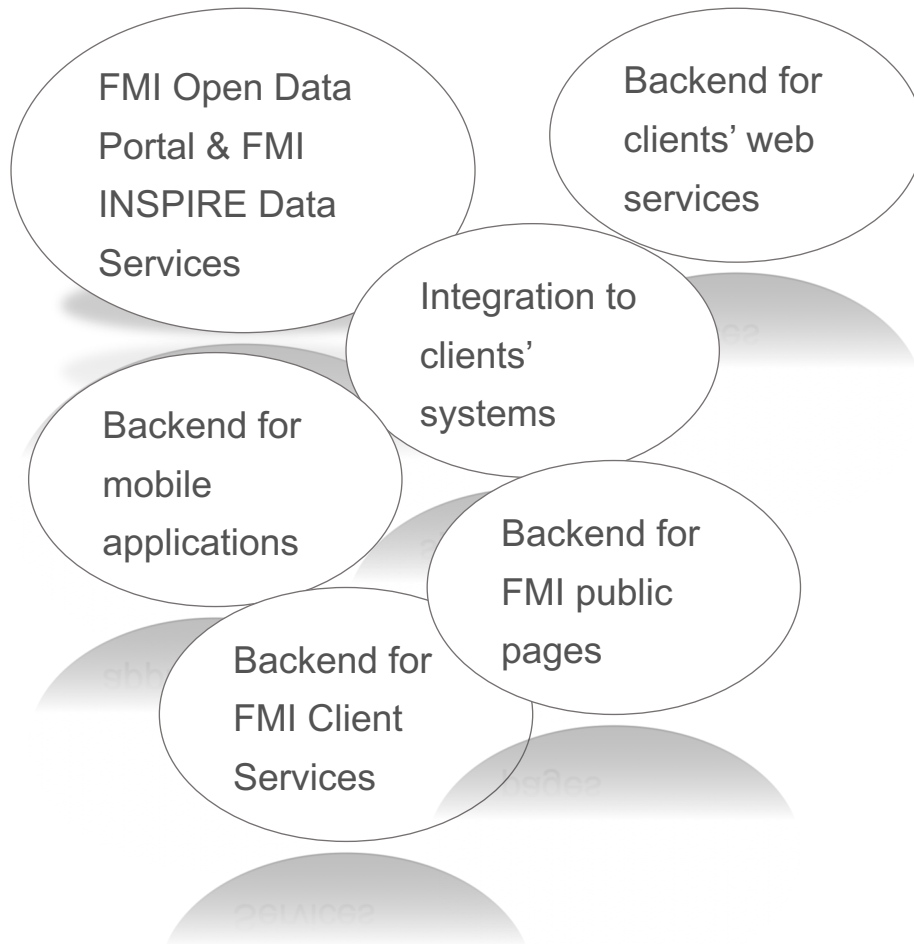 FMI Open Data
Portal & FMI
INSPIRE Data
Services
Backend for
clients’ web
services
Integration to
clients’
systems
Backend for
mobile
applications
Backend for
FMI public
pages
Backend for
FMI Client
Services